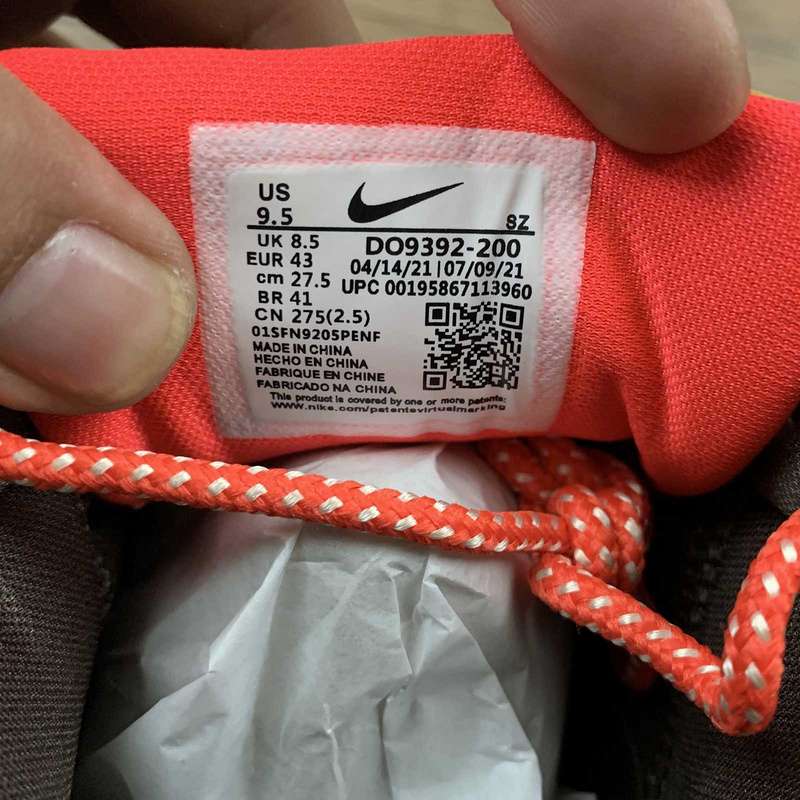 US
9.5
8Z
UK 8.5
DO9392-200
EUR 43
04/14/21|07/09/21
cm 27.5
UPC 00195867113960
BR 41
CN 275(2.5)
01SFN9205PENF
MADE IN CHINA
HECHO EN CHINA
FABRIQUE EN CHINE
FABRICADO NA CHINA
This product is covered by one or more patents:
www.nike.com/patentsvirtualmarking